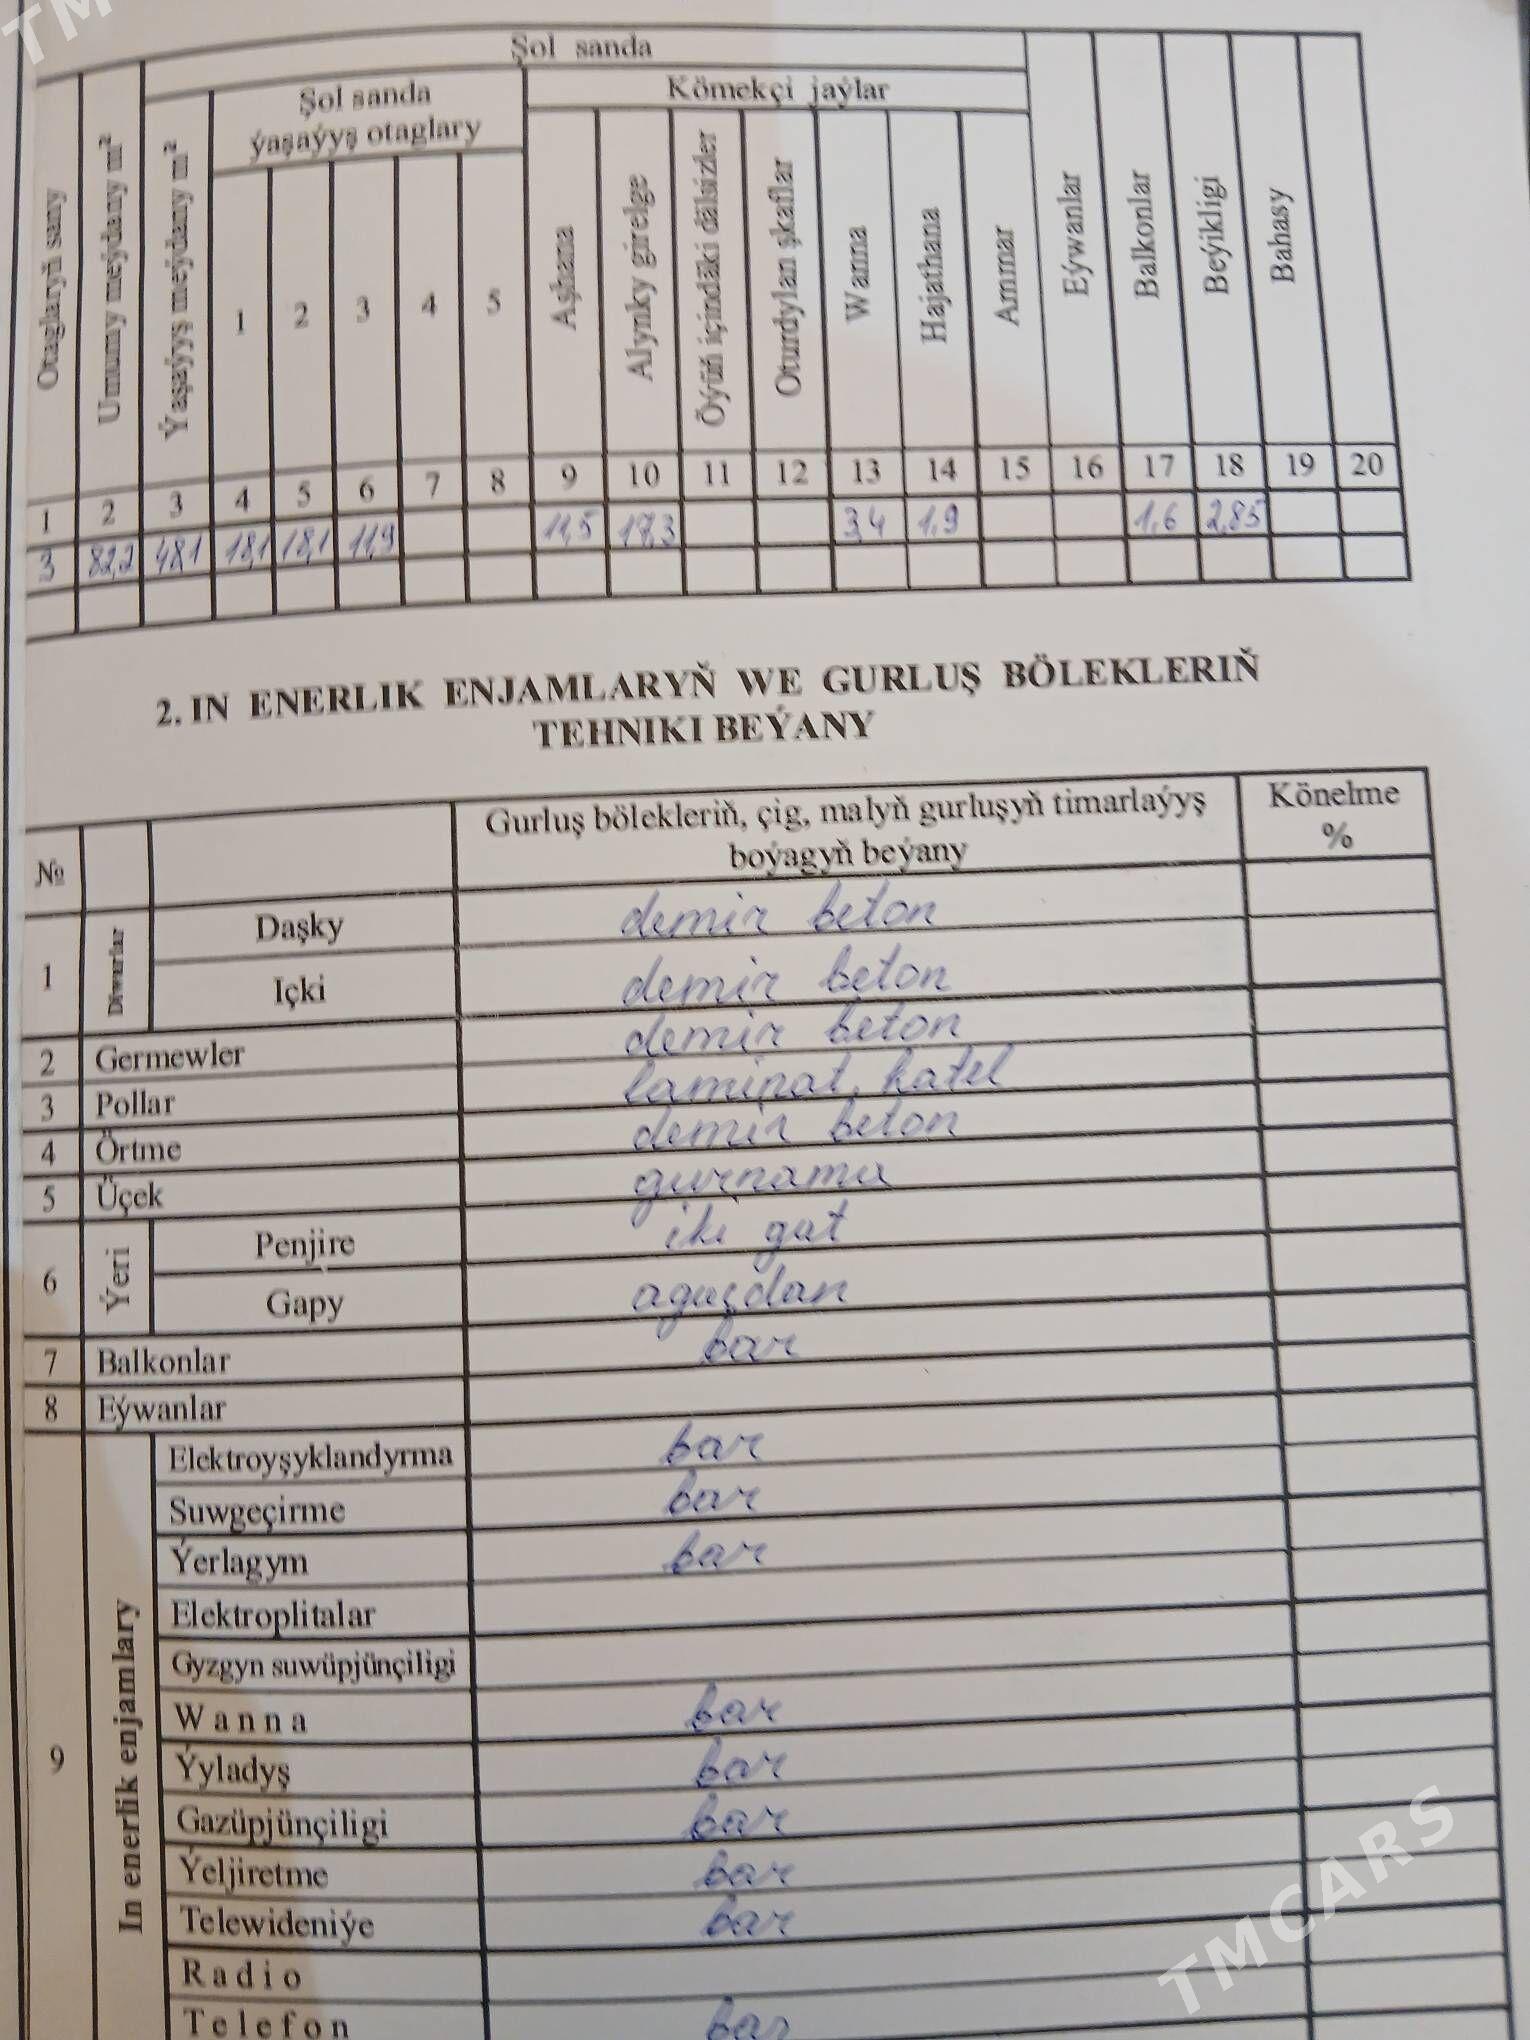 TM
Şol sanda
Otaglaryň sany
Umumy meýdany m²
Ýaşaýyş meýdany m²
Şol sanda
ýaşaýyş otaglary
Kömekçi jaýlar
1 2 3 4 5
Aşhana
Alynky girelge
Öýüň içindäki dälsizler
Oturdylan şkaflar
Wanna
Hajathana
Ammar
Eýwanlar
Balkonlar
Beýikligi
Bahasy
1 2 3 4 5 6 7 8 9 10 11 12 13 14 15 16 17 18 19 20
3 82,2 48,1 18,1 18,1 11,9 11,5 17,3 3,4 1,9 1,6 2,85
2. IN ENERLIK ENJAMLARYŇ WE GURLUŞ BÖLEKLERIŇ
TEHNIKI BEÝANY
№
Gurluş bölekleriň, çig, malyň gurluşyň timarlaýyş
boýagyň beýany
Könelme
%
1 Diwarlar
Daşky demir beton
Içki demir beton
2 Germewler demir beton
3 Pollar laminat, kafel
4 Örtme demir beton
5 Üçek gurnama
6 Ýeri
Penjire iki gat
Gapy aguçdan
7 Balkonlar bar
8 Eýwanlar
9 In enerlik enjamlary
Elektroyşyklandyrma bar
Suwgeçirme bar
Ýerlagym bar
Elektroplitalar
Gyzgyn suwüpjünçiligi
Wanna bar
Ýyladyş bar
Gazüpjünçiligi bar
Ýeljiretme bar
Telewideniýe bar
Radio
Telefon bar
TMCARS